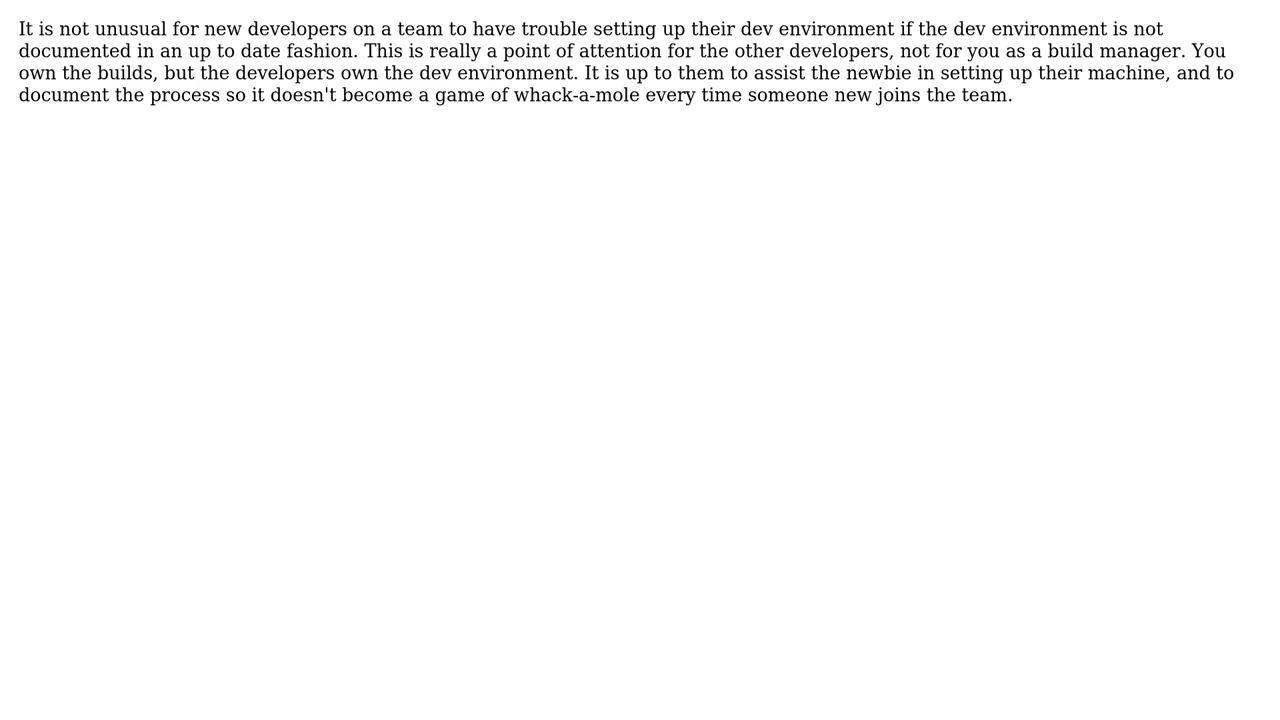 It is not unusual for new developers on a team to have trouble setting up their dev environment if the dev environment is not
documented in an up to date fashion. This is really a point of attention for the other developers, not for you as a build manager. You
own the builds, but the developers own the dev environment. It is up to them to assist the newbie in setting up their machine, and to
document the process so it doesn't become a game of whack-a-mole every time someone new joins the team.